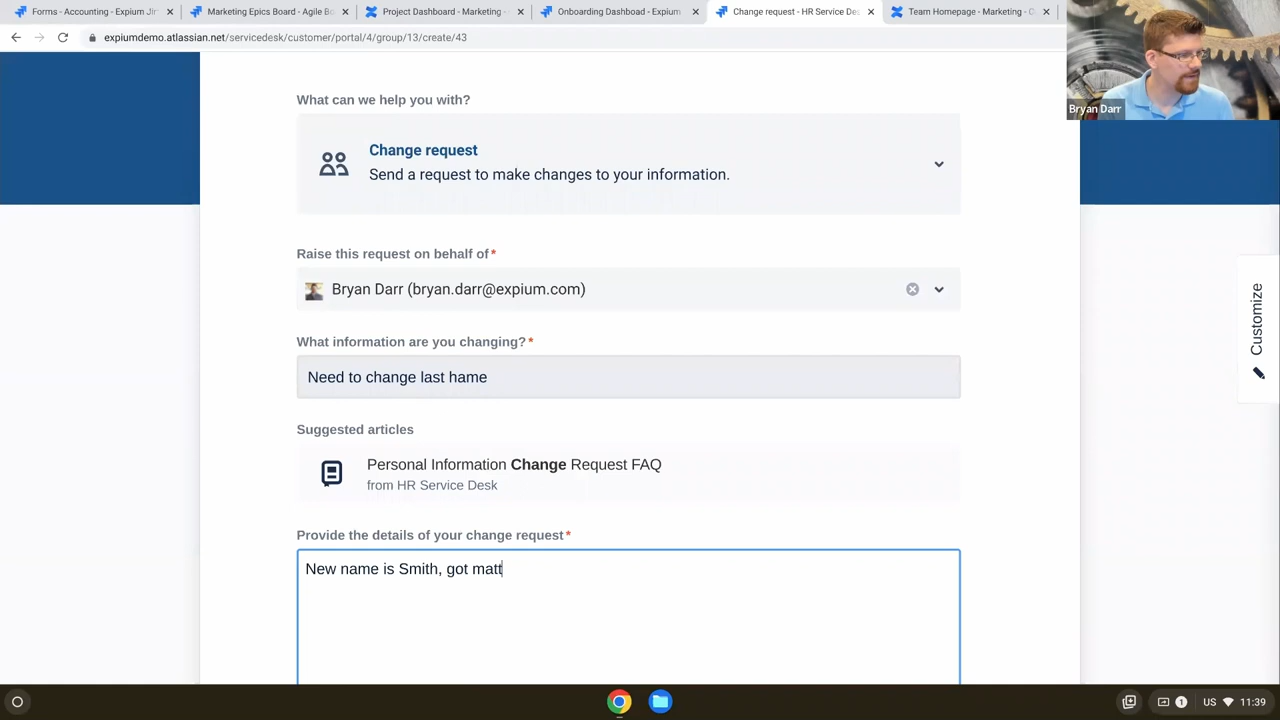 Forms - Accounting - Expium Jir
Marketing Epics Board - Agile Bo
Project Dashboard - Marketing -
Onboarding Dashboad - Expium
Change request - HR Service Des
Team Homepage - Marketing - C
expiumdemo.atlassian.net/servicedesk/customer/portal/4/group/13/create/43
Bryan Darr
What can we help you with?
Change request
Send a request to make changes to your information.
Raise this request on behalf of*
Bryan Darr (bryan.darr@expium.com)
What information are you changing?*
Need to change last hame
Suggested articles
Personal Information Change Request FAQ
from HR Service Desk
Provide the details of your change request*
New name is Smith, got matt
Customize
1
US
11:39